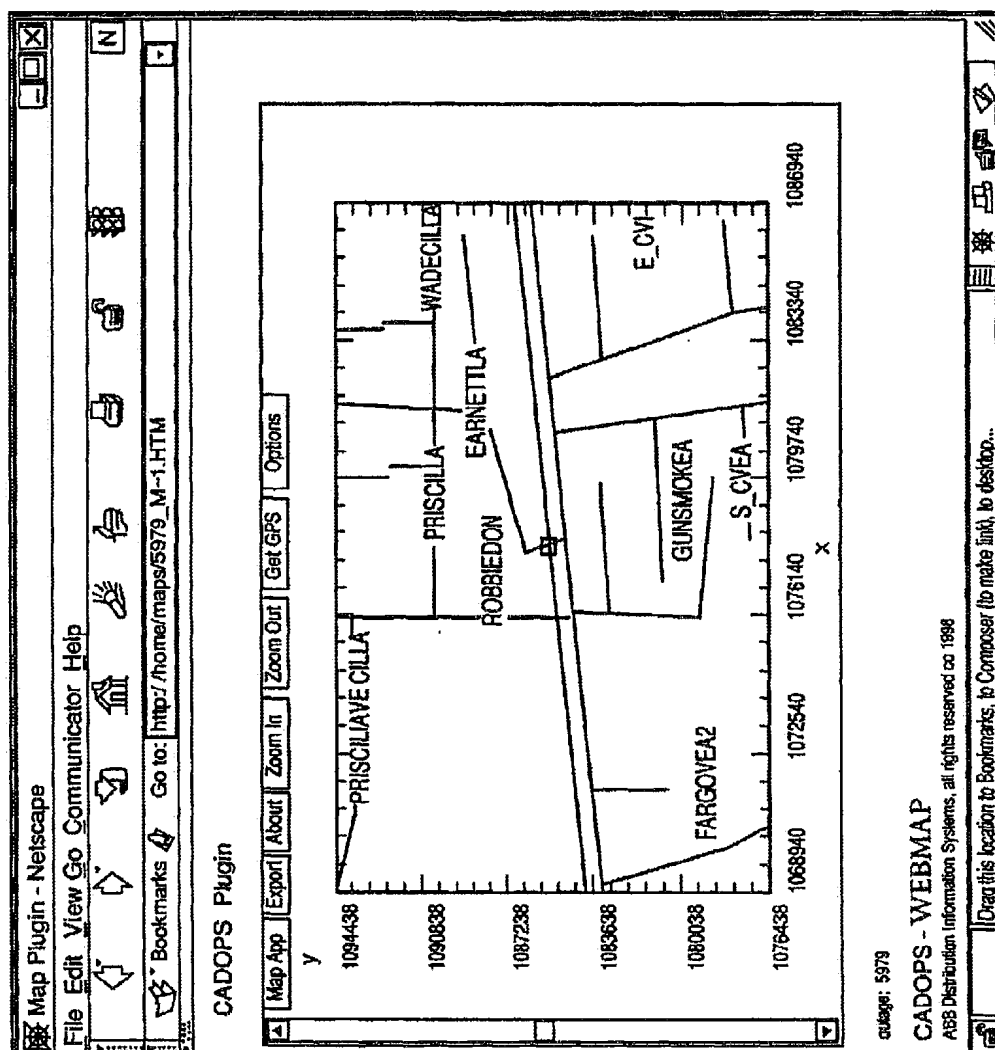 Map Plugin - Netscape
File Edit View Go Communicator Help
N
Bookmarks Go to: http://home/maps/5979_M~1.HTM
CADOPS Plugin
Map App Export About Zoom In Zoom Out Get GPS Options
y
1094438
1090838
1087238
1083638
1080038
1076438
PRISCILIAVE CILLA
ROBBIEDON
PRISCILLA
EARNETTLA
WADECILLA
FARGOVEA2
GUNSMOKEA
S_CVEA
E_CVI
1068940 1072540 1076140 1079740 1083340 1086940
x
outage: 5979
CADOPS - WEBMAP
ABB Distribution Information Systems, all rights reserved co 1998
Drag this location to Bookmarks, to Composer (to make link), to desktop...